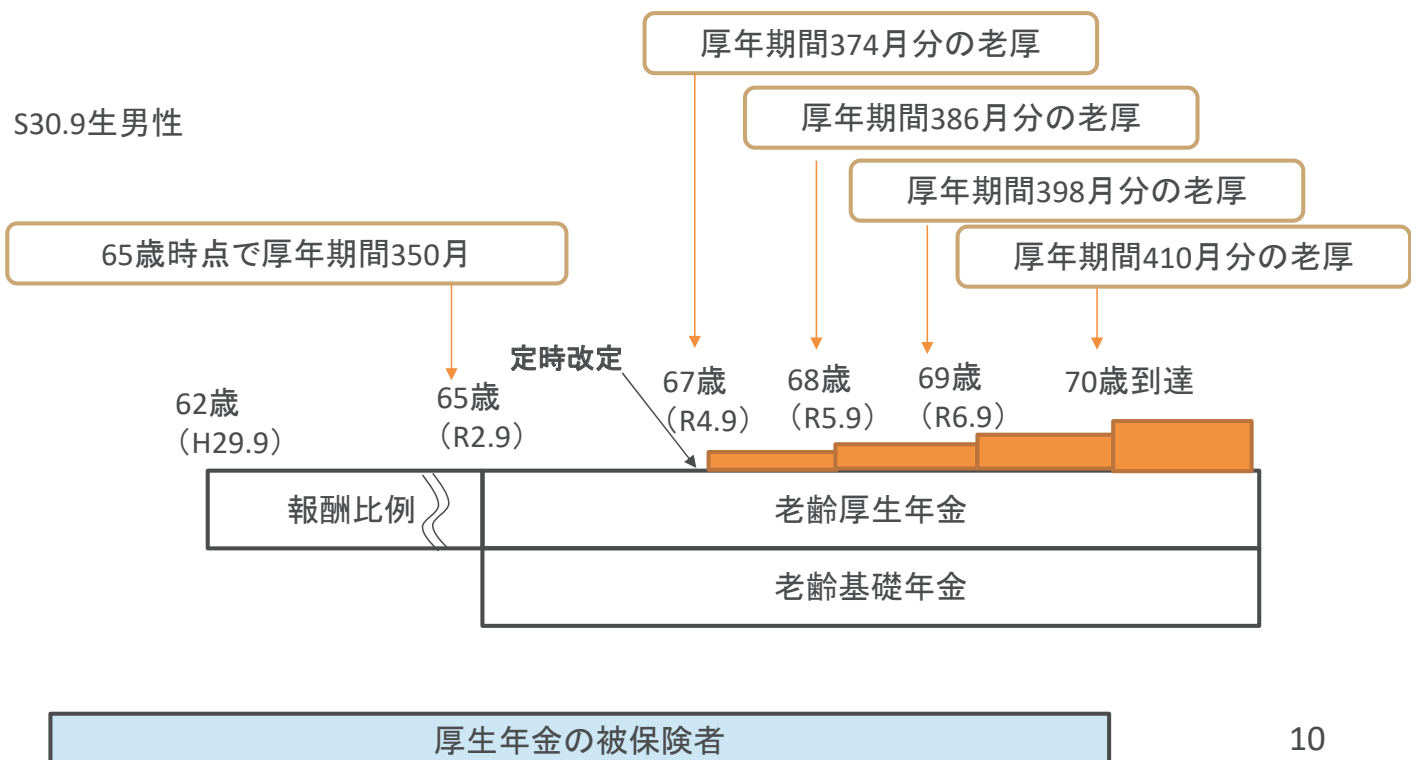 厚年期間374月分の老厚
S30.9生男性
厚年期間386月分の老厚
厚年期間398月分の老厚
65歳時点で厚年期間350月
厚年期間410月分の老厚
定時改定
62歳
(H29.9)
65歳
(R2.9)
67歳
(R4.9)
68歳
(R5.9)
69歳
(R6.9)
70歳到達
報酬比例
老齢厚生年金
老齢基礎年金
厚生年金の被保険者
10